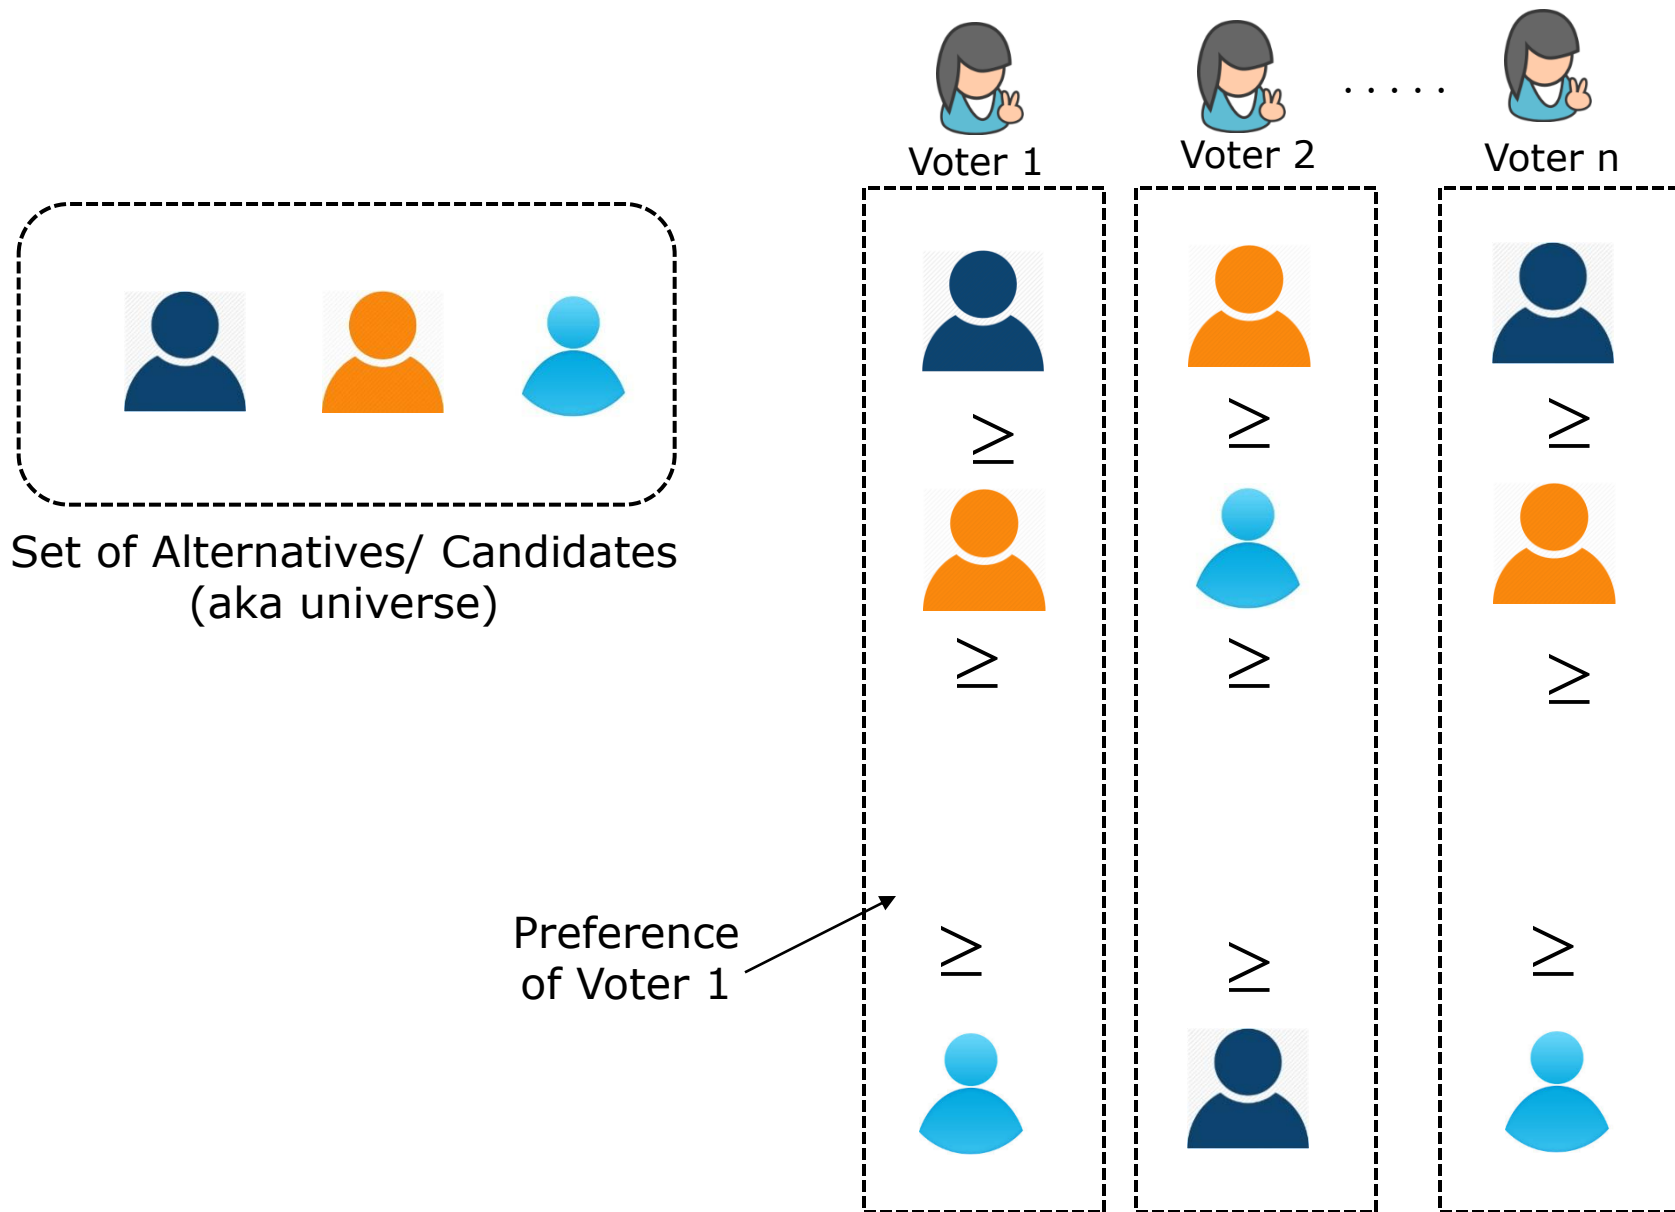 Voter 1
Voter 2
. . . . .
Voter n
Set of Alternatives/ Candidates
(aka universe)
≥ ≥ ≥
≥ ≥ ≥
Preference
of Voter 1
≥ ≥ ≥